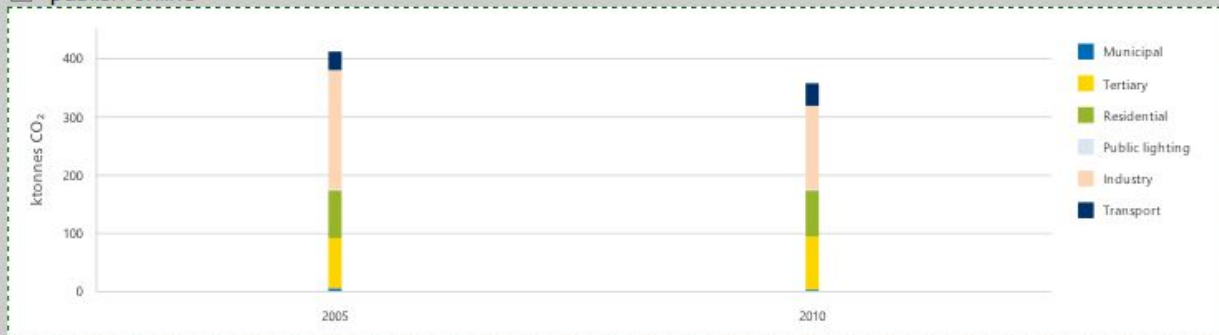 400
300
200
100
0
ktonnes CO₂
2005
2010
Municipal
Tertiary
Residential
Public lighting
Industry
Transport